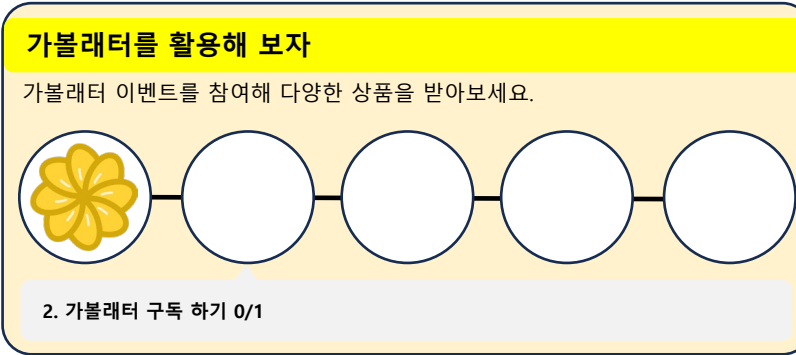 가볼래터를 활용해 보자
가볼래터 이벤트를 참여해 다양한 상품을 받아보세요.
2. 가볼래터 구독 하기 0/1